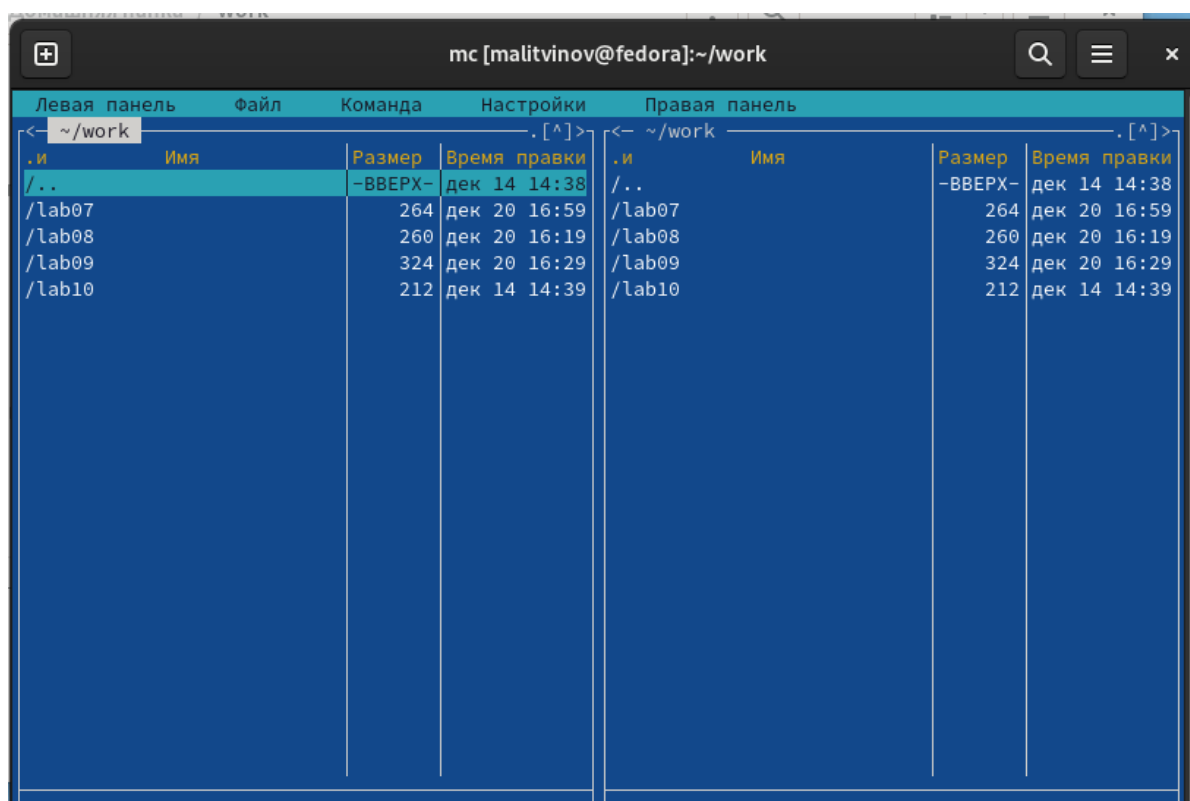 Домашняя папка / work
mc [malitvinov@fedora]:~/work
Левая панель Файл Команда Настройки Правая панель
<— ~/work .[^]> <— ~/work .[^]>
.и Имя Размер Время правки .и Имя Размер Время правки
/.. -ВВЕРХ- дек 14 14:38 /.. -ВВЕРХ- дек 14 14:38
/lab07 264 дек 20 16:59 /lab07 264 дек 20 16:59
/lab08 260 дек 20 16:19 /lab08 260 дек 20 16:19
/lab09 324 дек 20 16:29 /lab09 324 дек 20 16:29
/lab10 212 дек 14 14:39 /lab10 212 дек 14 14:39